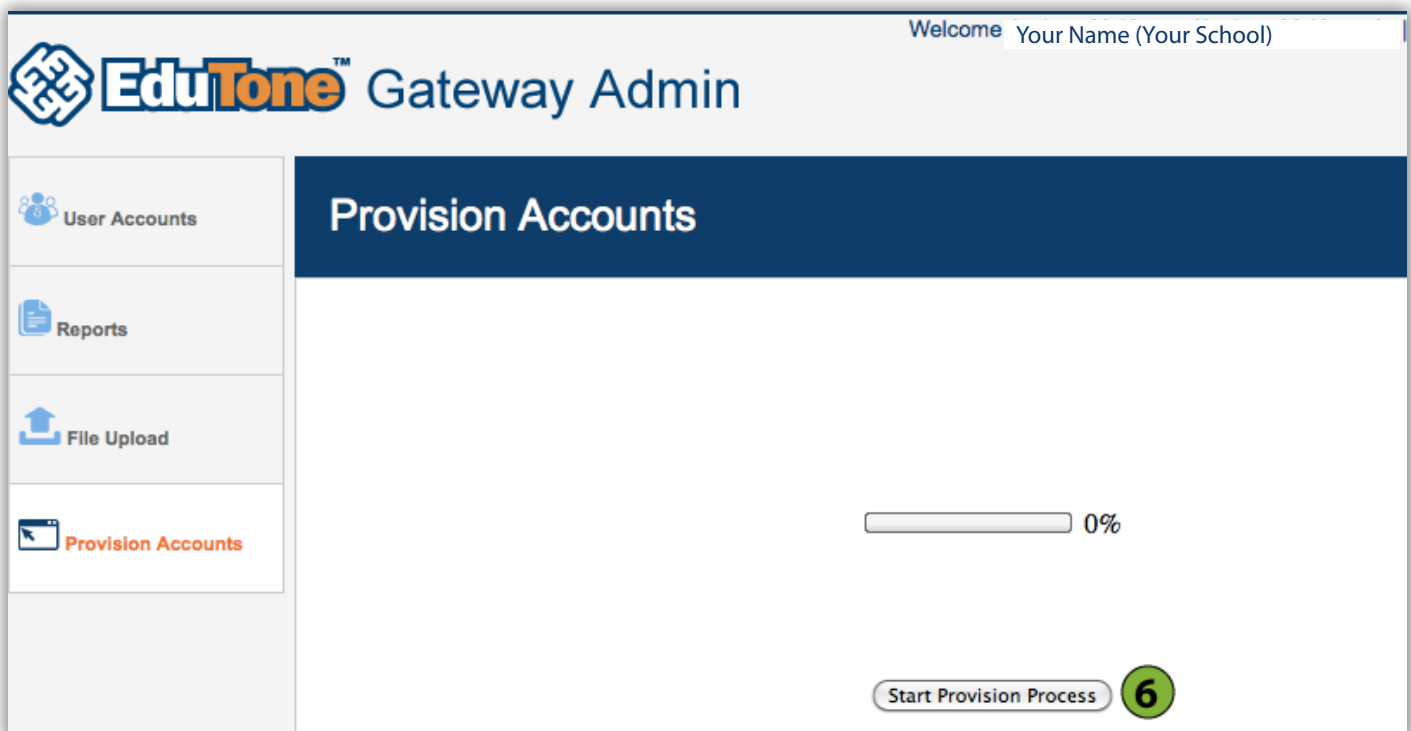 Welcome Your Name (Your School)
EduTone™ Gateway Admin
User Accounts
Provision Accounts
Reports
File Upload
Provision Accounts
0%
Start Provision Process 6